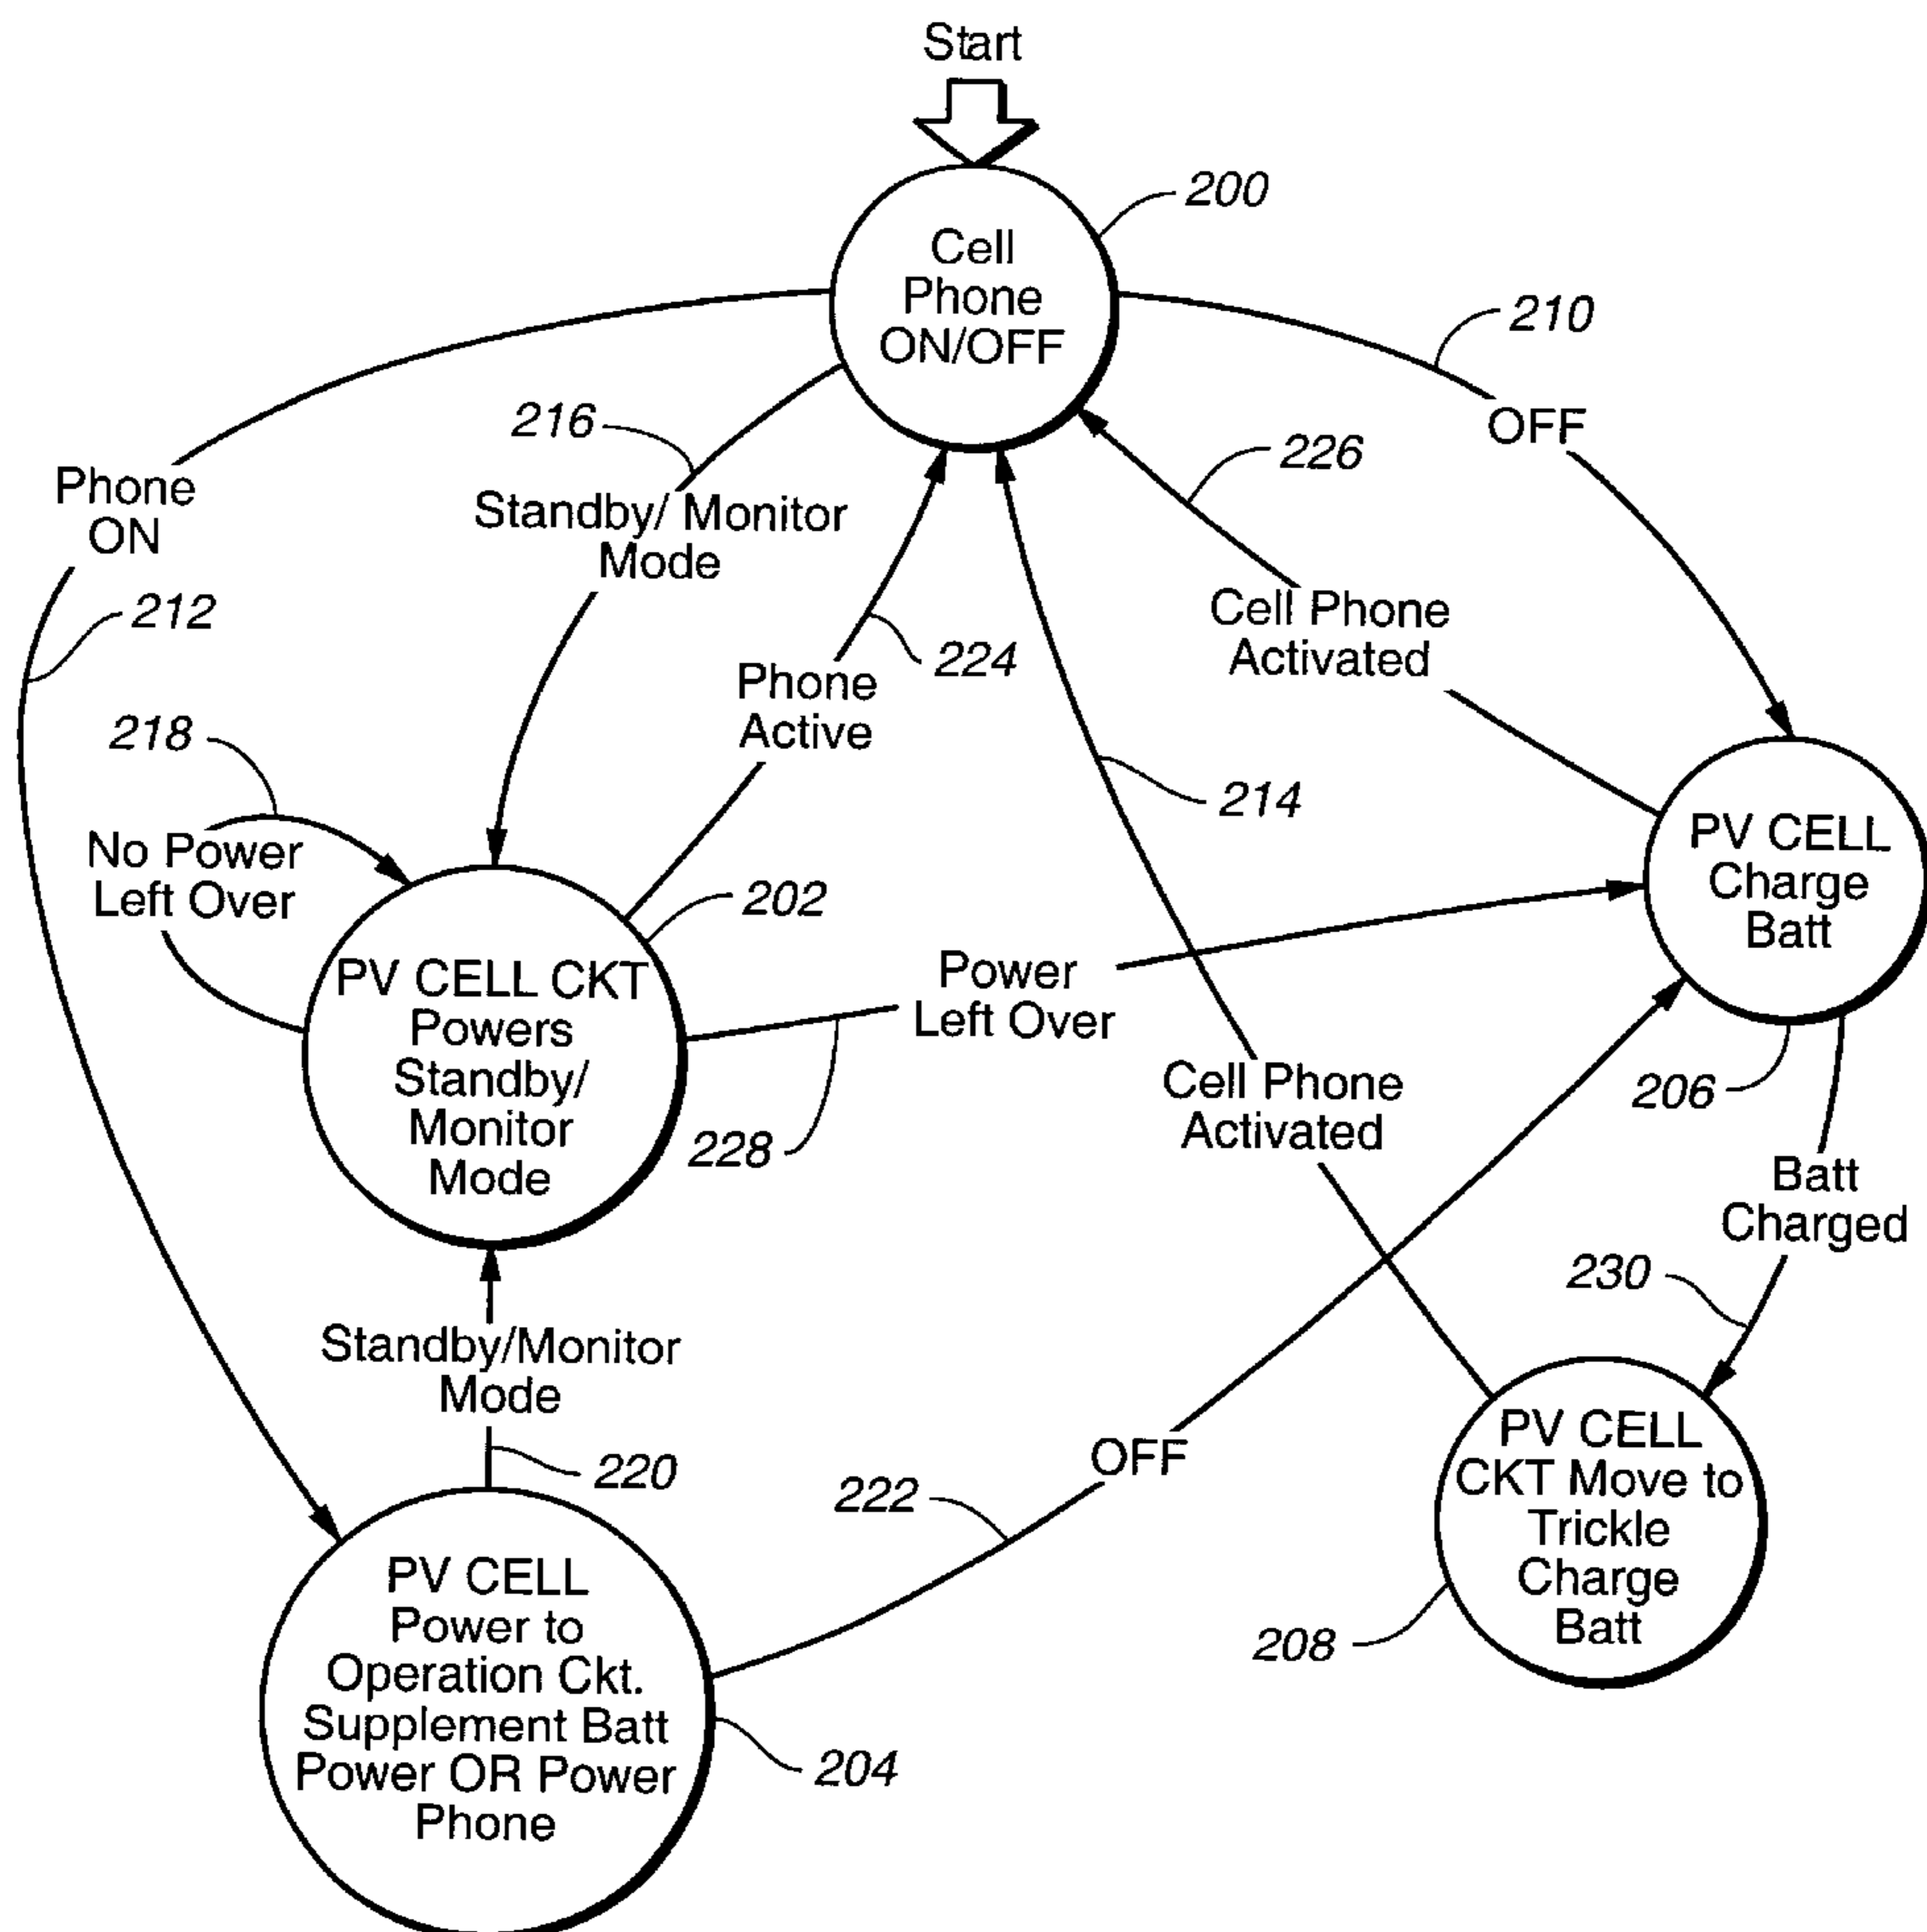 Start
200
Cell
Phone
ON/OFF
210
OFF
216
226
Phone
ON
Standby/ Monitor
Mode
212
Cell Phone
Activated
224
Phone
Active
218
214
No Power
Left Over
PV CELL
Charge
Batt
202
PV CELL CKT
Powers
Standby/
Monitor
Mode
Power
Left Over
228
Cell Phone
Activated
206
Batt
Charged
230
Standby/Monitor
Mode
220
222
OFF
PV CELL
CKT Move to
Trickle
Charge
Batt
208
PV CELL
Power to
Operation Ckt.
Supplement Batt
Power OR Power
Phone
204